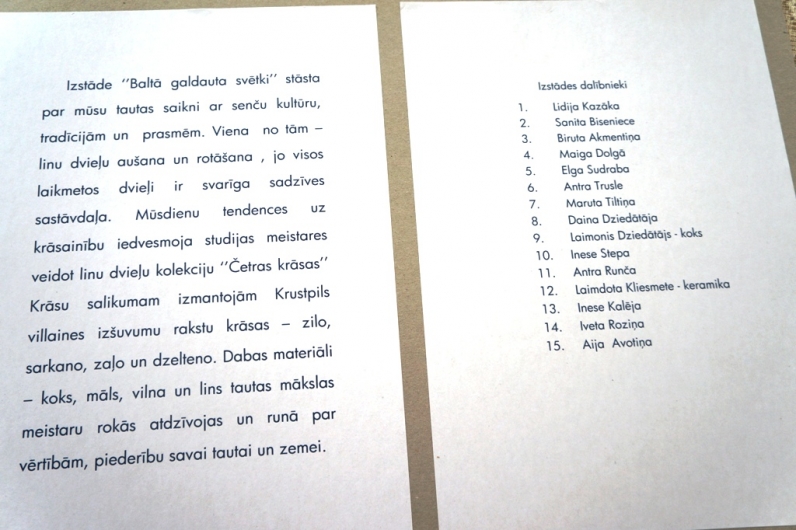 Izstāde ''Baltā galdauta svētki'' stāsta
par mūsu tautas saikni ar senču kultūru,
tradīcijām un prasmēm. Viena no tām –
linu dvieļu aušana un rotāšana , jo visos
laikmetos dvieļi ir svarīga sadzīves
sastāvdaļa. Mūsdienu tendences uz
krāsainību iedvesmoja studijas meistares
veidot linu dvieļu kolekciju ''Četras krāsas''
Krāsu salikumam izmantojām Krustpils
villaines izšuvumu rakstu krāsas – zilo,
sarkano, zaļo un dzelteno. Dabas materiāli
– koks, māls, vilna un lins tautas mākslas
meistaru rokās atdzīvojas un runā par
vērtībām, piederību savai tautai un zemei.
Izstādes dalībnieki
1. Lidija Kazāka
2. Sanita Biseniece
3. Biruta Akmentiņa
4. Maiga Dolgā
5. Elga Sudraba
6. Antra Trusle
7. Maruta Tiltiņa
8. Daina Dziedātāja
9. Laimonis Dziedātājs - koks
10. Inese Stepa
11. Antra Runča
12. Laimdota Kliesmete - keramika
13. Inese Kalēja
14. Iveta Roziņa
15. Aija Avotiņa